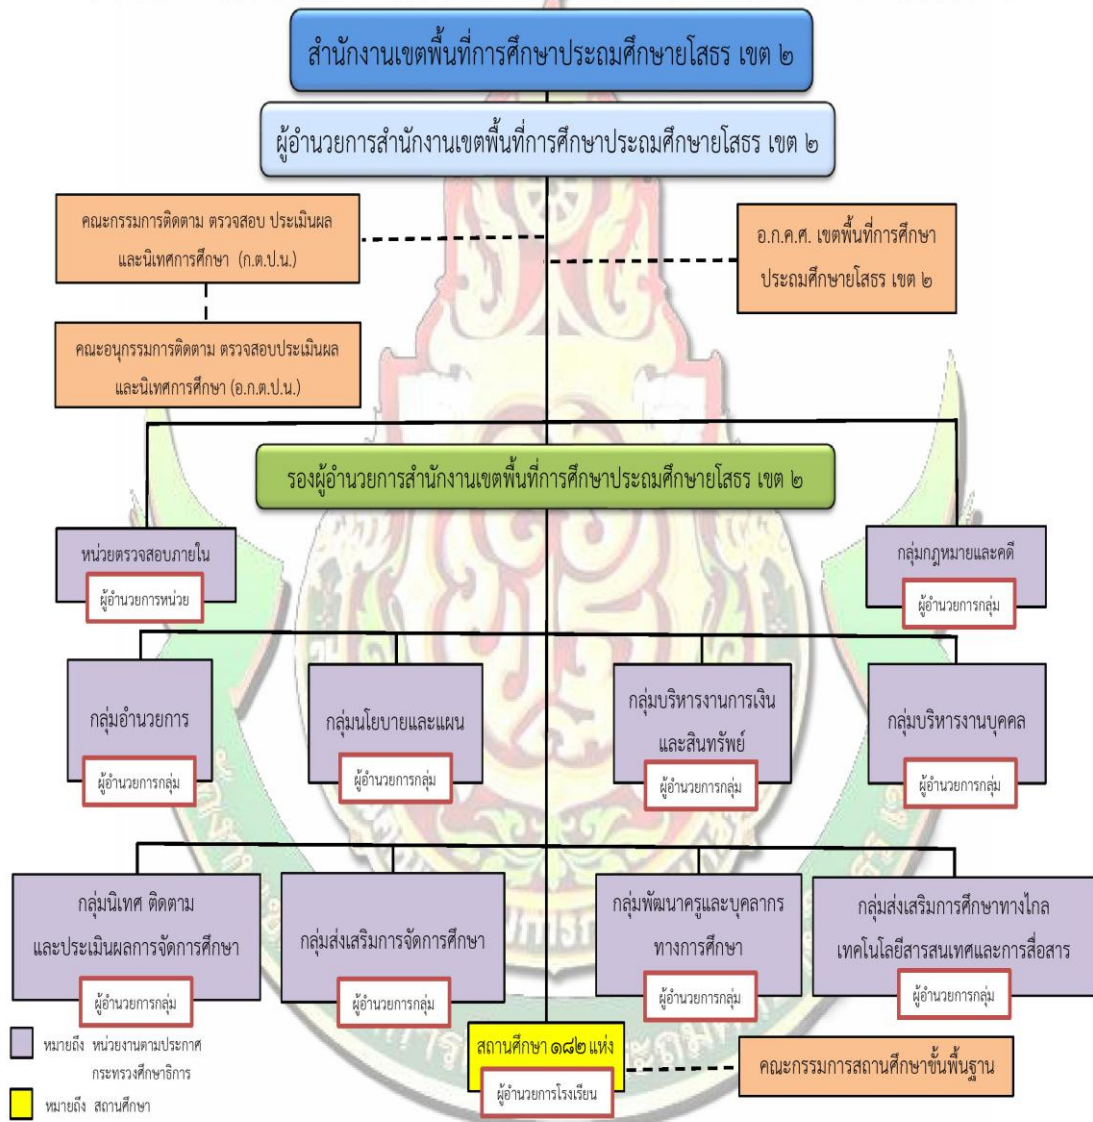 สำนักงานเขตพื้นที่การศึกษาประถมศึกษายโสธร เขต ๒
ผู้อำนวยการสำนักงานเขตพื้นที่การศึกษาประถมศึกษายโสธร เขต ๒
คณะกรรมการติดตาม ตรวจสอบ ประเมินผล
และนิเทศการศึกษา (ก.ต.ป.น.)
อ.ก.ค.ศ. เขตพื้นที่การศึกษา
ประถมศึกษายโสธร เขต ๒
คณะอนุกรรมการติดตาม ตรวจสอบประเมินผล
และนิเทศการศึกษา (อ.ก.ต.ป.น.)
รองผู้อำนวยการสำนักงานเขตพื้นที่การศึกษาประถมศึกษายโสธร เขต ๒
หน่วยตรวจสอบภายใน
ผู้อำนวยการหน่วย
กลุ่มกฎหมายและคดี
ผู้อำนวยการกลุ่ม
กลุ่มอำนวยการ
ผู้อำนวยการกลุ่ม
กลุ่มนโยบายและแผน
ผู้อำนวยการกลุ่ม
กลุ่มบริหารงานการเงิน
และสินทรัพย์
ผู้อำนวยการกลุ่ม
กลุ่มบริหารงานบุคคล
ผู้อำนวยการกลุ่ม
กลุ่มนิเทศ ติดตาม
และประเมินผลการจัดการศึกษา
ผู้อำนวยการกลุ่ม
กลุ่มส่งเสริมการจัดการศึกษา
ผู้อำนวยการกลุ่ม
กลุ่มพัฒนาครูและบุคลากร
ทางการศึกษา
ผู้อำนวยการกลุ่ม
กลุ่มส่งเสริมการศึกษาทางไกล
เทคโนโลยีสารสนเทศและการสื่อสาร
ผู้อำนวยการกลุ่ม
สถานศึกษา ๑๘๒ แห่ง
ผู้อำนวยการโรงเรียน
คณะกรรมการสถานศึกษาขั้นพื้นฐาน
หมายถึง หน่วยงานตามประกาศ
กระทรวงศึกษาธิการ
หมายถึง สถานศึกษา